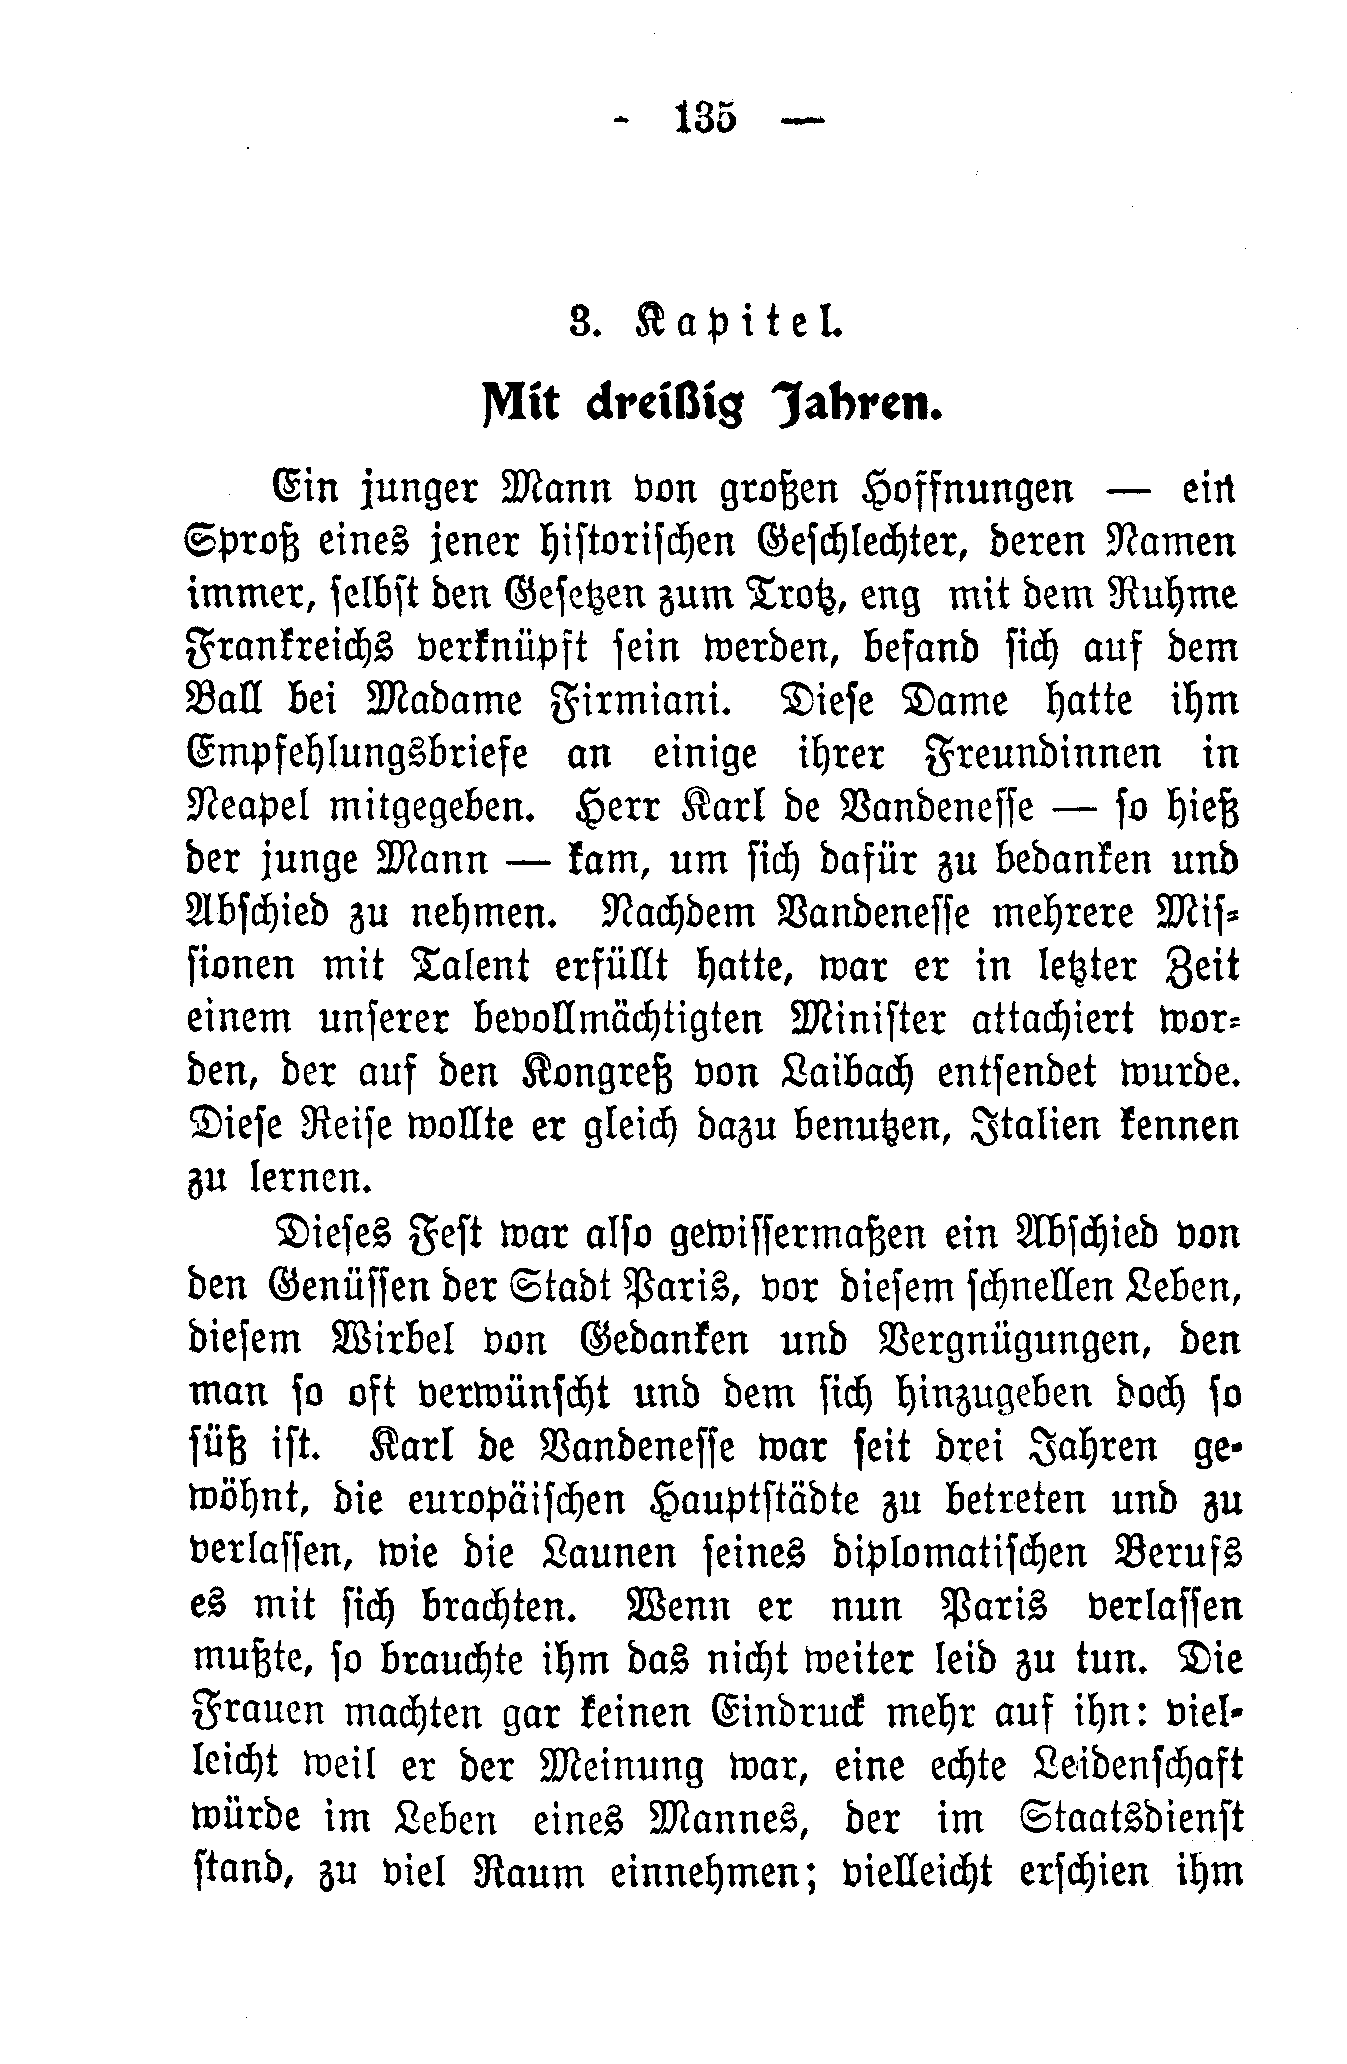 - 135 —
3. Kapitel.
Mit dreißig Jahren.
Ein junger Mann von großen Hoffnungen — ein
Sproß eines jener historischen Geschlechter, deren Namen
immer, selbst den Gesetzen zum Trotz, eng mit dem Ruhme
Frankreichs verknüpft sein werden, befand sich auf dem
Ball bei Madame Firmiani. Diese Dame hatte ihm
Empfehlungsbriefe an einige ihrer Freundinnen in
Neapel mitgegeben. Herr Karl de Vandenesse — so hieß
der junge Mann — kam, um sich dafür zu bedanken und
Abschied zu nehmen. Nachdem Vandenesse mehrere Mis-
sionen mit Talent erfüllt hatte, war er in letzter Zeit
einem unserer bevollmächtigten Minister attachiert wor-
den, der auf den Kongreß von Laibach entsendet wurde.
Diese Reise wollte er gleich dazu benutzen, Italien kennen
zu lernen.
Dieses Fest war also gewissermaßen ein Abschied von
den Genüssen der Stadt Paris, vor diesem schnellen Leben,
diesem Wirbel von Gedanken und Vergnügungen, den
man so oft verwünscht und dem sich hinzugeben doch so
süß ist. Karl de Vandenesse war seit drei Jahren ge-
wöhnt, die europäischen Hauptstädte zu betreten und zu
verlassen, wie die Launen seines diplomatischen Berufs
es mit sich brachten. Wenn er nun Paris verlassen
mußte, so brauchte ihm das nicht weiter leid zu tun. Die
Frauen machten gar keinen Eindruck mehr auf ihn: viel-
leicht weil er der Meinung war, eine echte Leidenschaft
würde im Leben eines Mannes, der im Staatsdienst
stand, zu viel Raum einnehmen; vielleicht erschien ihm